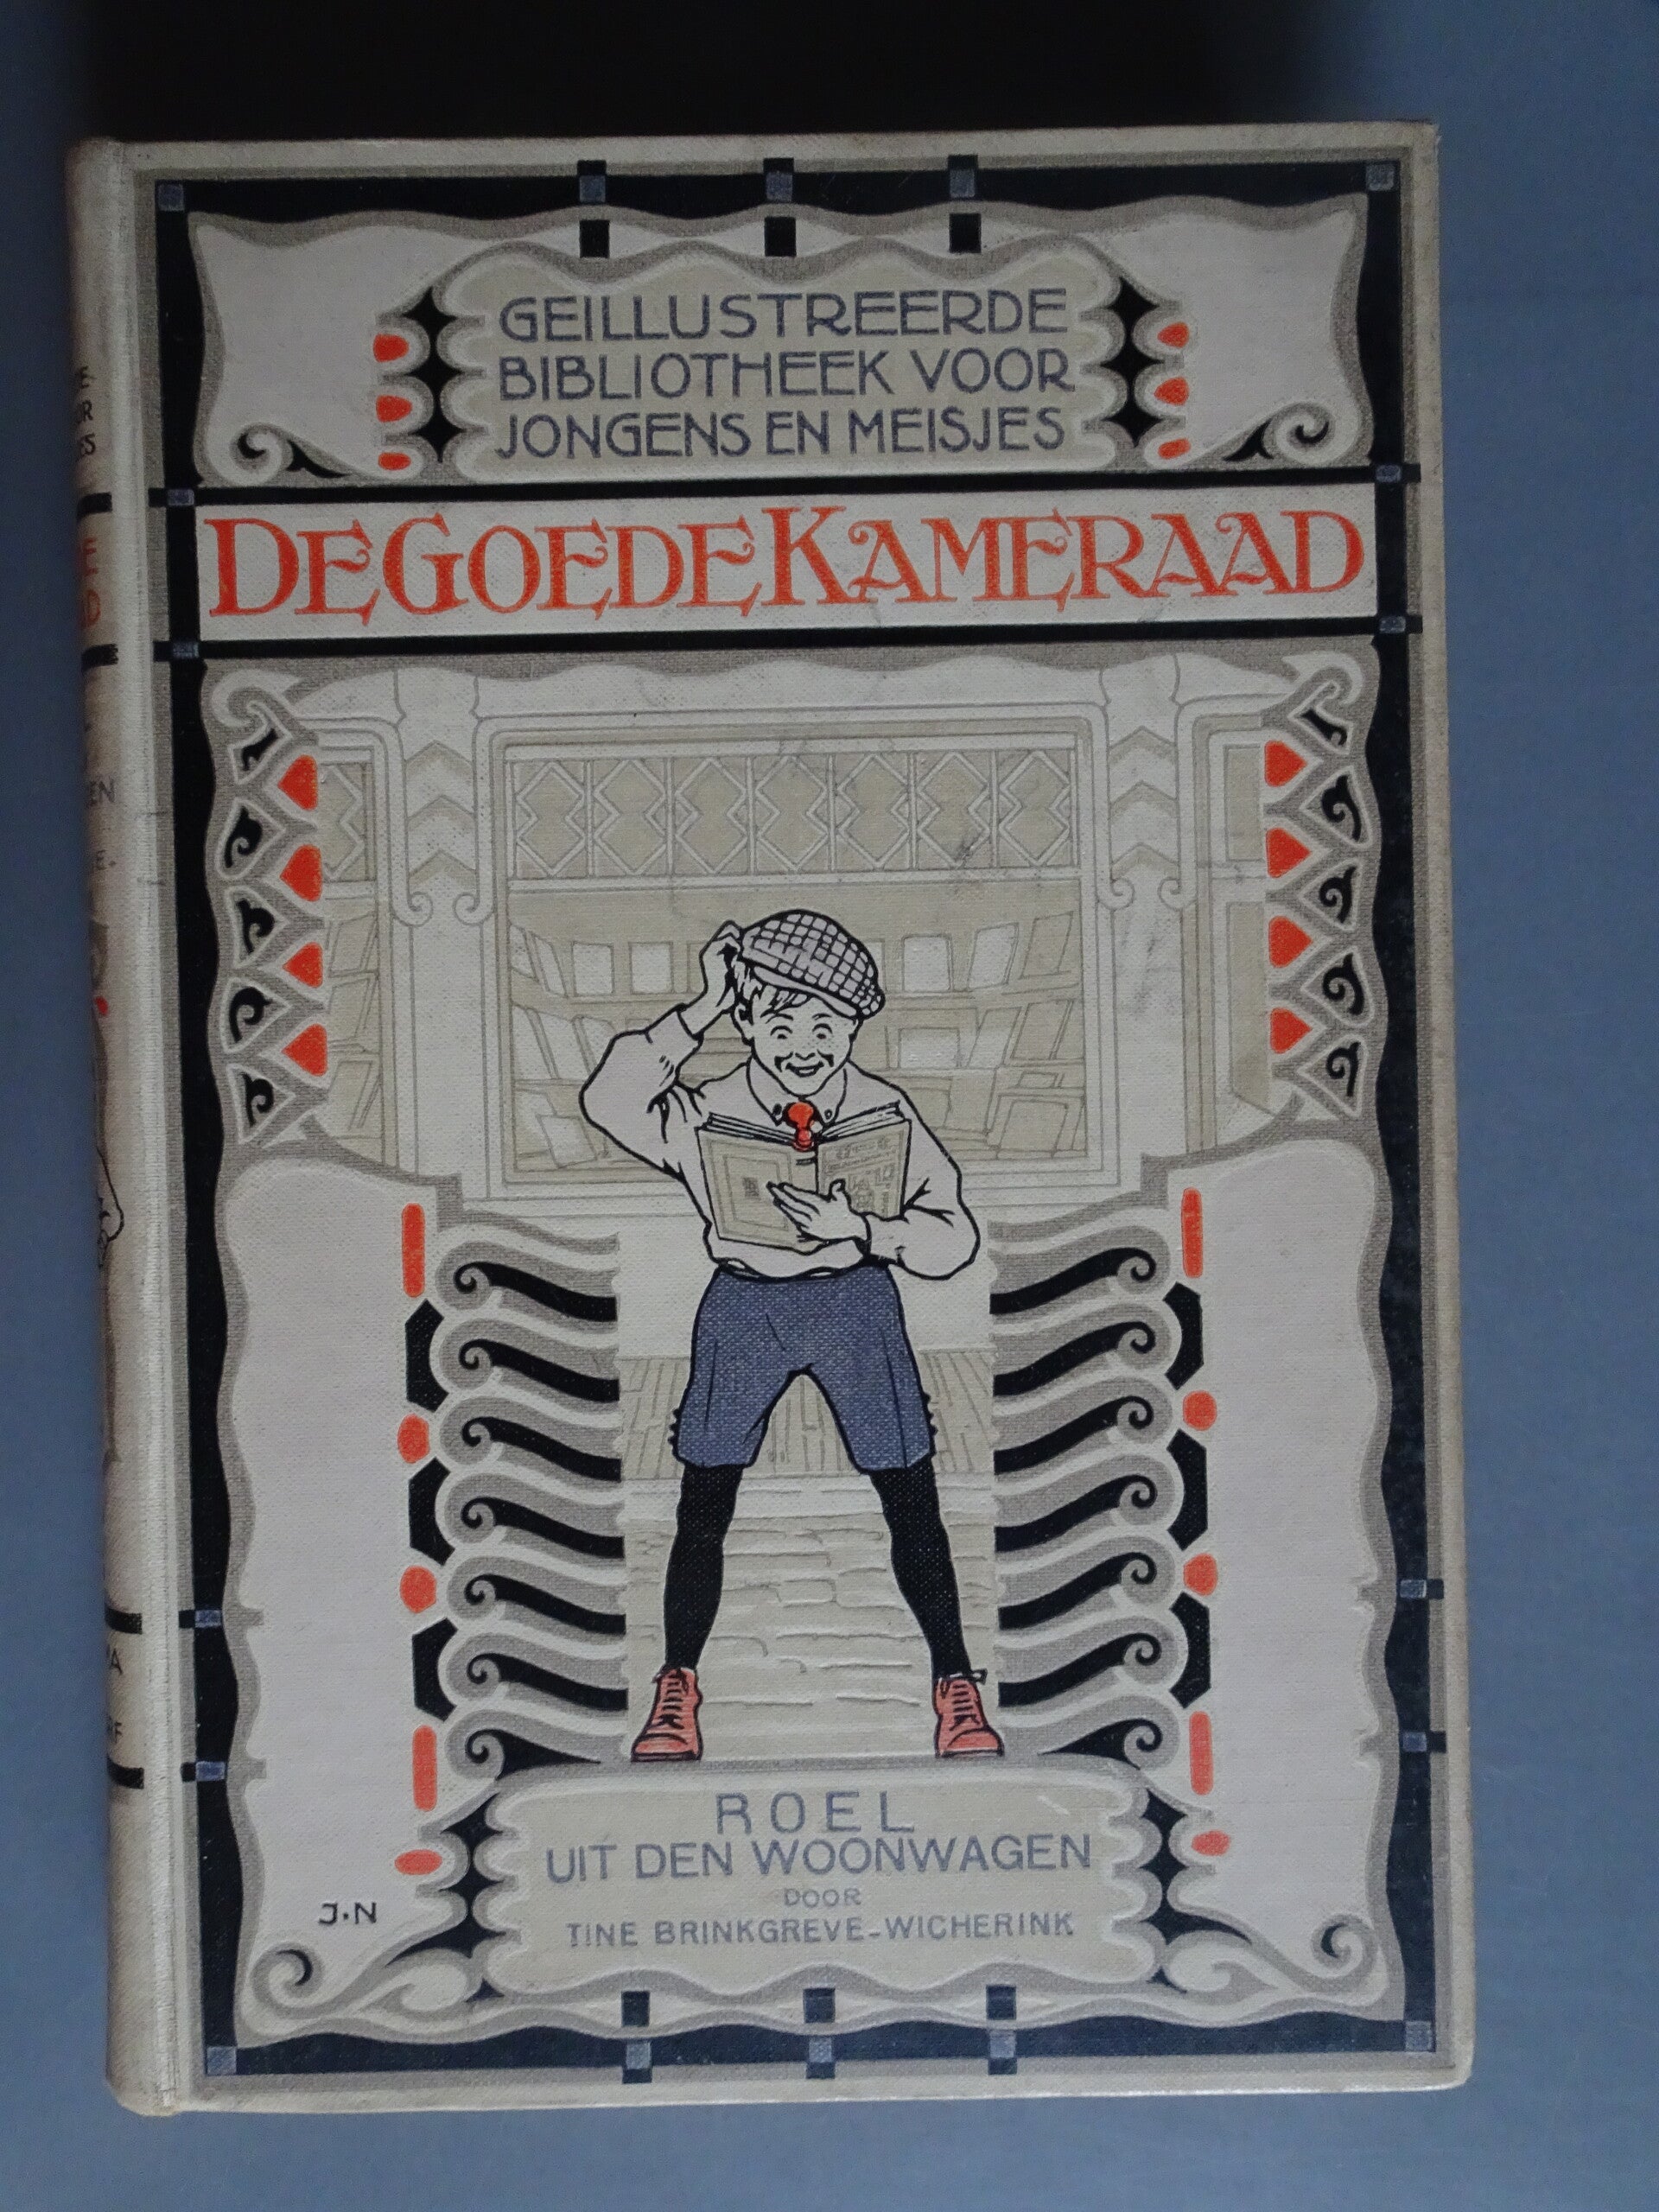 GEILLUSTREERDE
BIBLIOTHEEK VOOR
JONGENS EN MEISJES
DE GOEDE KAMERAAD
ROEL
UIT DEN WOONWAGEN
DOOR
TINE BRINKGREVE-WICHERINK
J.N